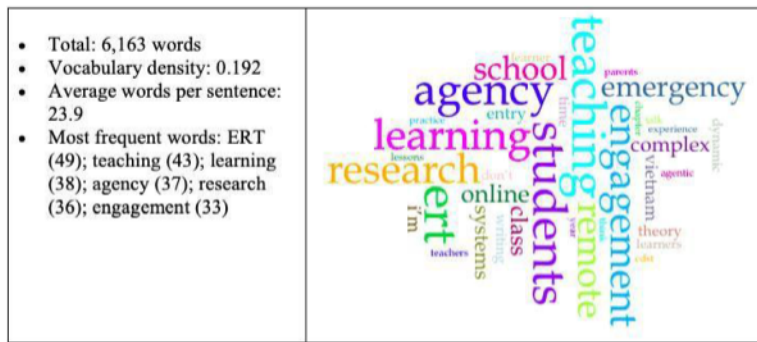 • Total: 6,163 words
• Vocabulary density: 0.192
• Average words per sentence:
23.9
• Most frequent words: ERT
(49); teaching (43); learning
(38); agency (37); research
(36); engagement (33)
teaching
learner
school
parents
agency
emergency
time
entry
practice
chapter
talk
experience
learning
students
engagement
complex
dynamic
lessons
research
don't
vietnam
agentic
online
ert
i'm
systems
writing
class
year
remote
think
theory
learners
teachers
cdst